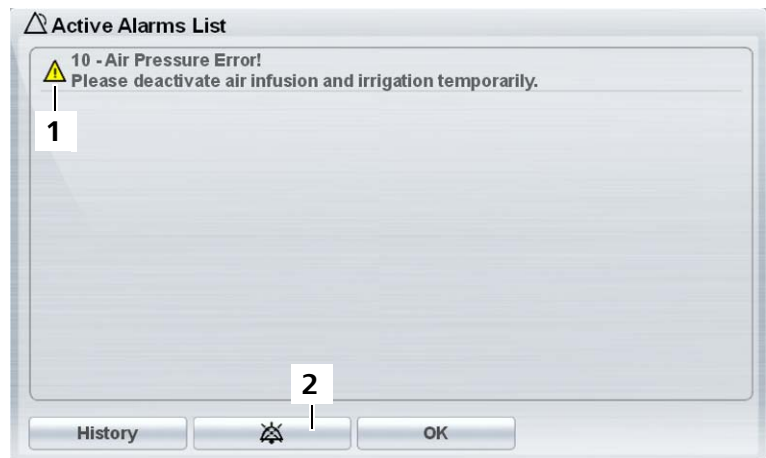 Active Alarms List
10 - Air Pressure Error!
Please deactivate air infusion and irrigation temporarily.
1
2
History
OK